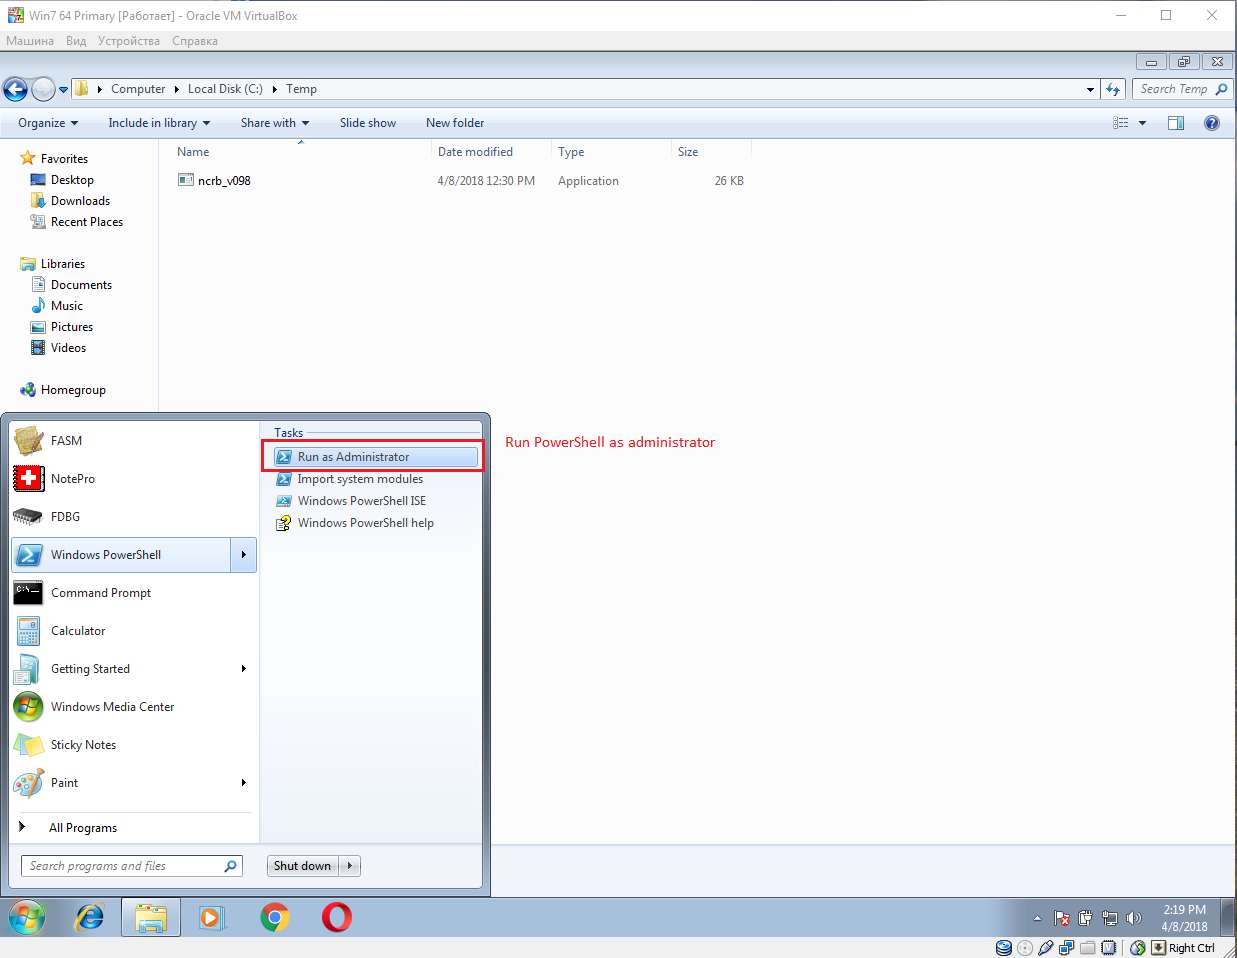 Win7 64 Primary [Работает] - Oracle VM VirtualBox
Машина Вид Устройства Справка
Computer Local Disk (C:) Temp
Search Temp
Organize Include in library Share with Slide show New folder
Name Date modified Type Size
ncrb_v098 4/8/2018 12:30 PM Application 26 KB
Favorites
Desktop
Downloads
Recent Places
Libraries
Documents
Music
Pictures
Videos
Homegroup
FASM
NotePro
FDBG
Windows PowerShell
Command Prompt
Calculator
Getting Started
Windows Media Center
Sticky Notes
Paint
All Programs
Search programs and files
Tasks
Run as Administrator
Import system modules
Windows PowerShell ISE
Windows PowerShell help
Shut down
Run PowerShell as administrator
2:19 PM
4/8/2018
Right Ctrl